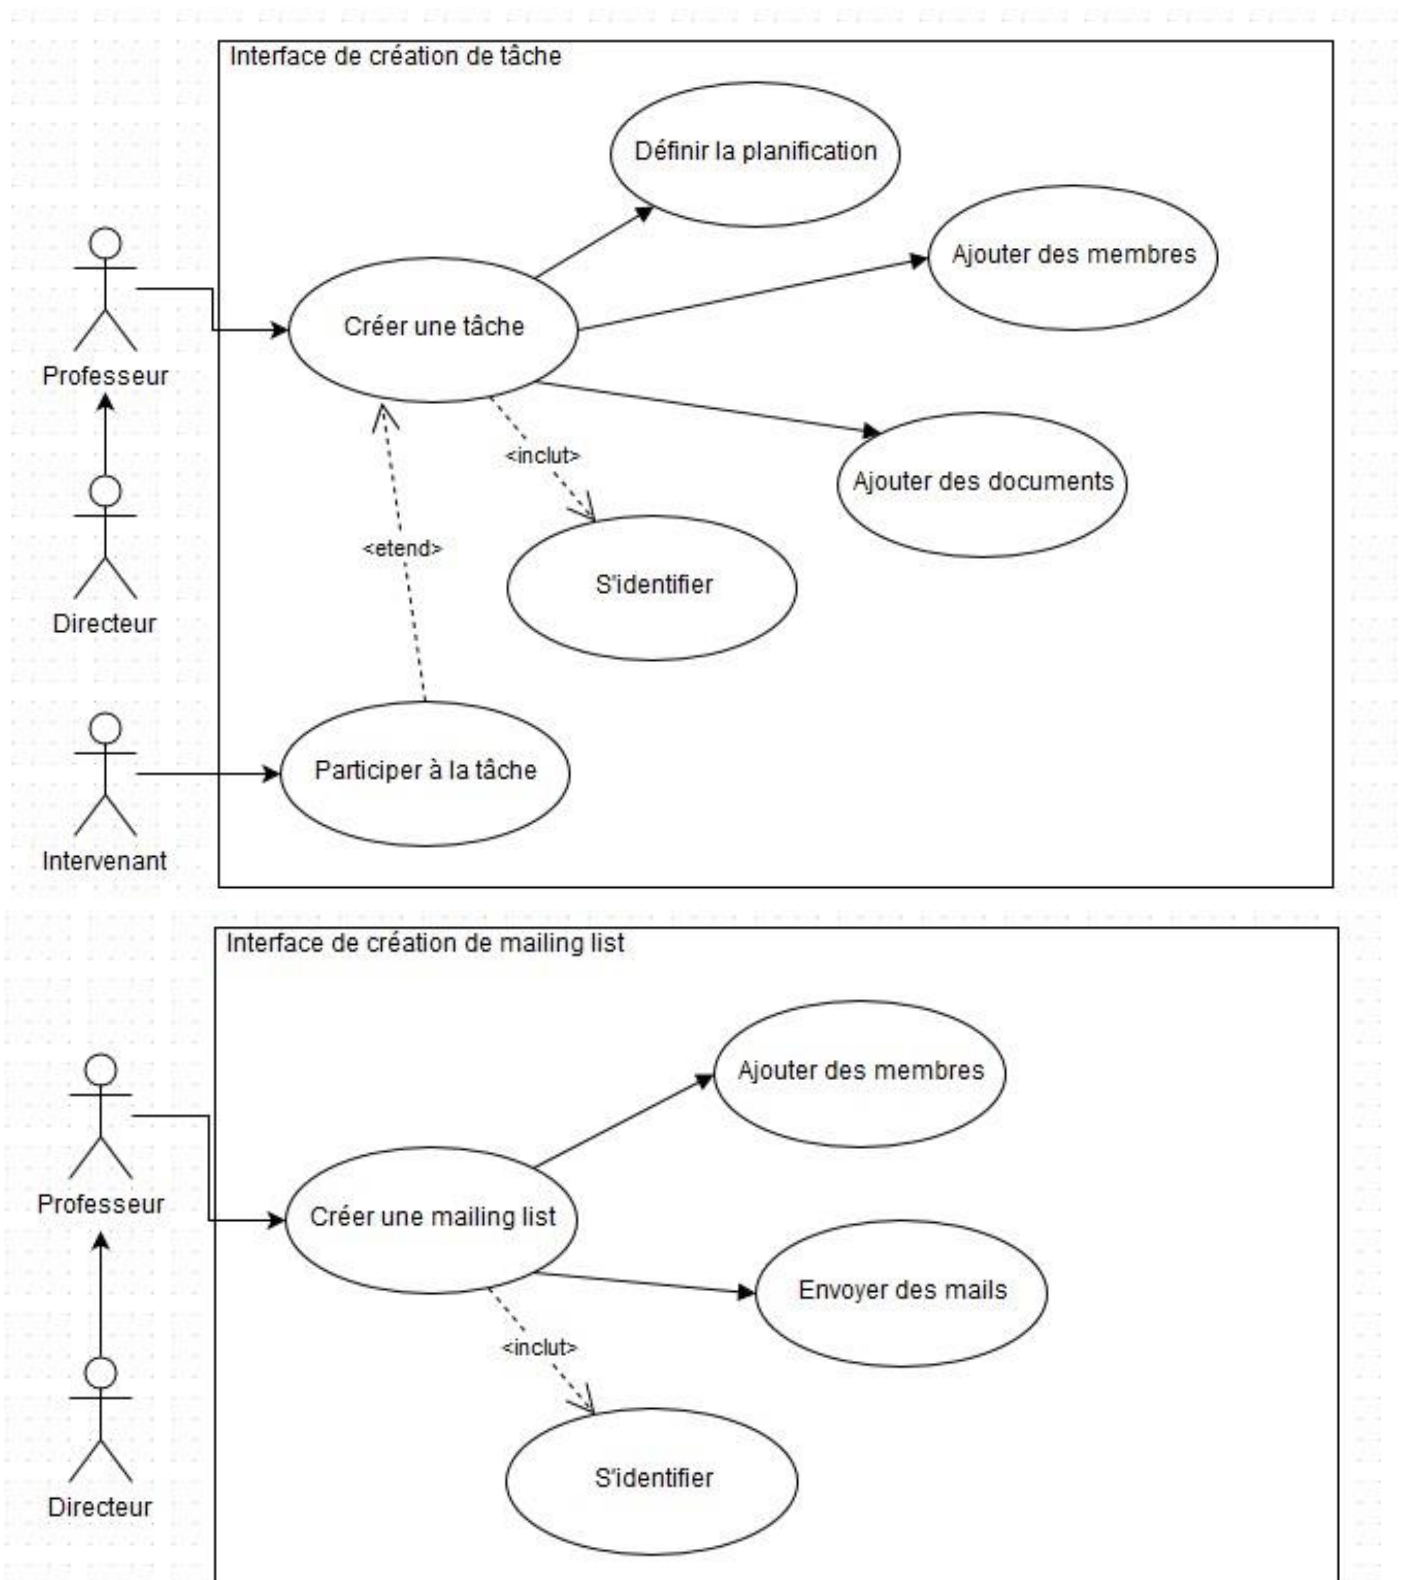 Interface de création de tâche
Définir la planification
Ajouter des membres
Créer une tâche
Professeur
<inclut>
Ajouter des documents
<etend>
S'identifier
Directeur
Participer à la tâche
Intervenant
Interface de création de mailing list
Ajouter des membres
Professeur
Créer une mailing list
Envoyer des mails
<inclut>
S'identifier
Directeur